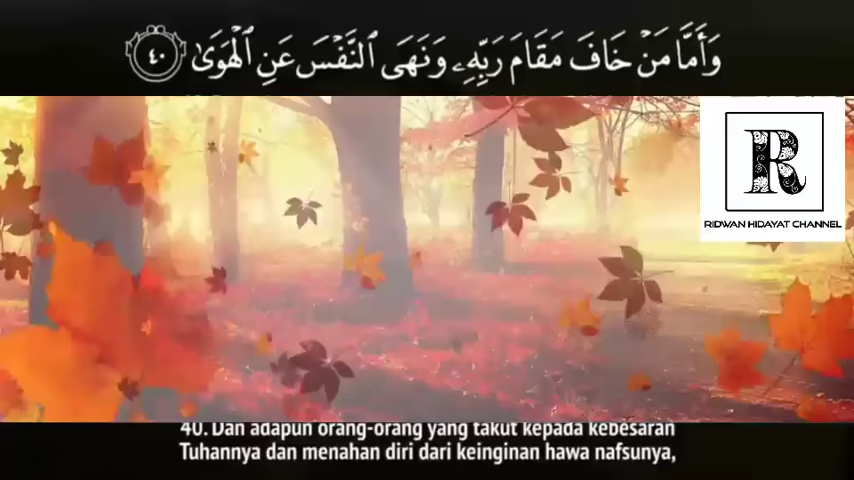 وَأَمَّا مَنْ خَافَ مَقَامَ رَبِّهِۦ وَنَهَى ٱلنَّفْسَ عَنِ ٱلْهَوَىٰ ٤٠
R
RIDWAN HIDAYAT CHANNEL
40. Dan adapun orang-orang yang takut kepada kebesaran
Tuhannya dan menahan diri dari keinginan hawa nafsunya,